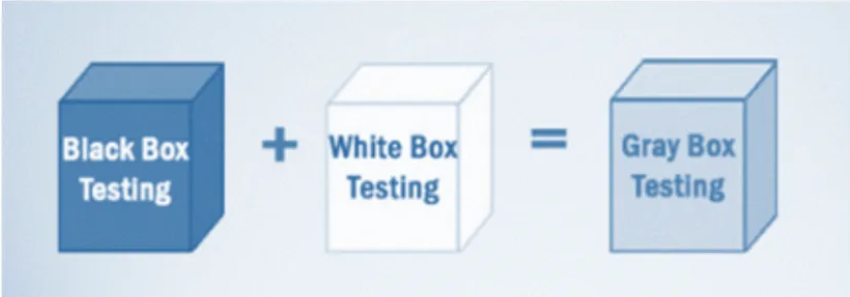 Black Box
Testing
+
White Box
Testing
=
Gray Box
Testing